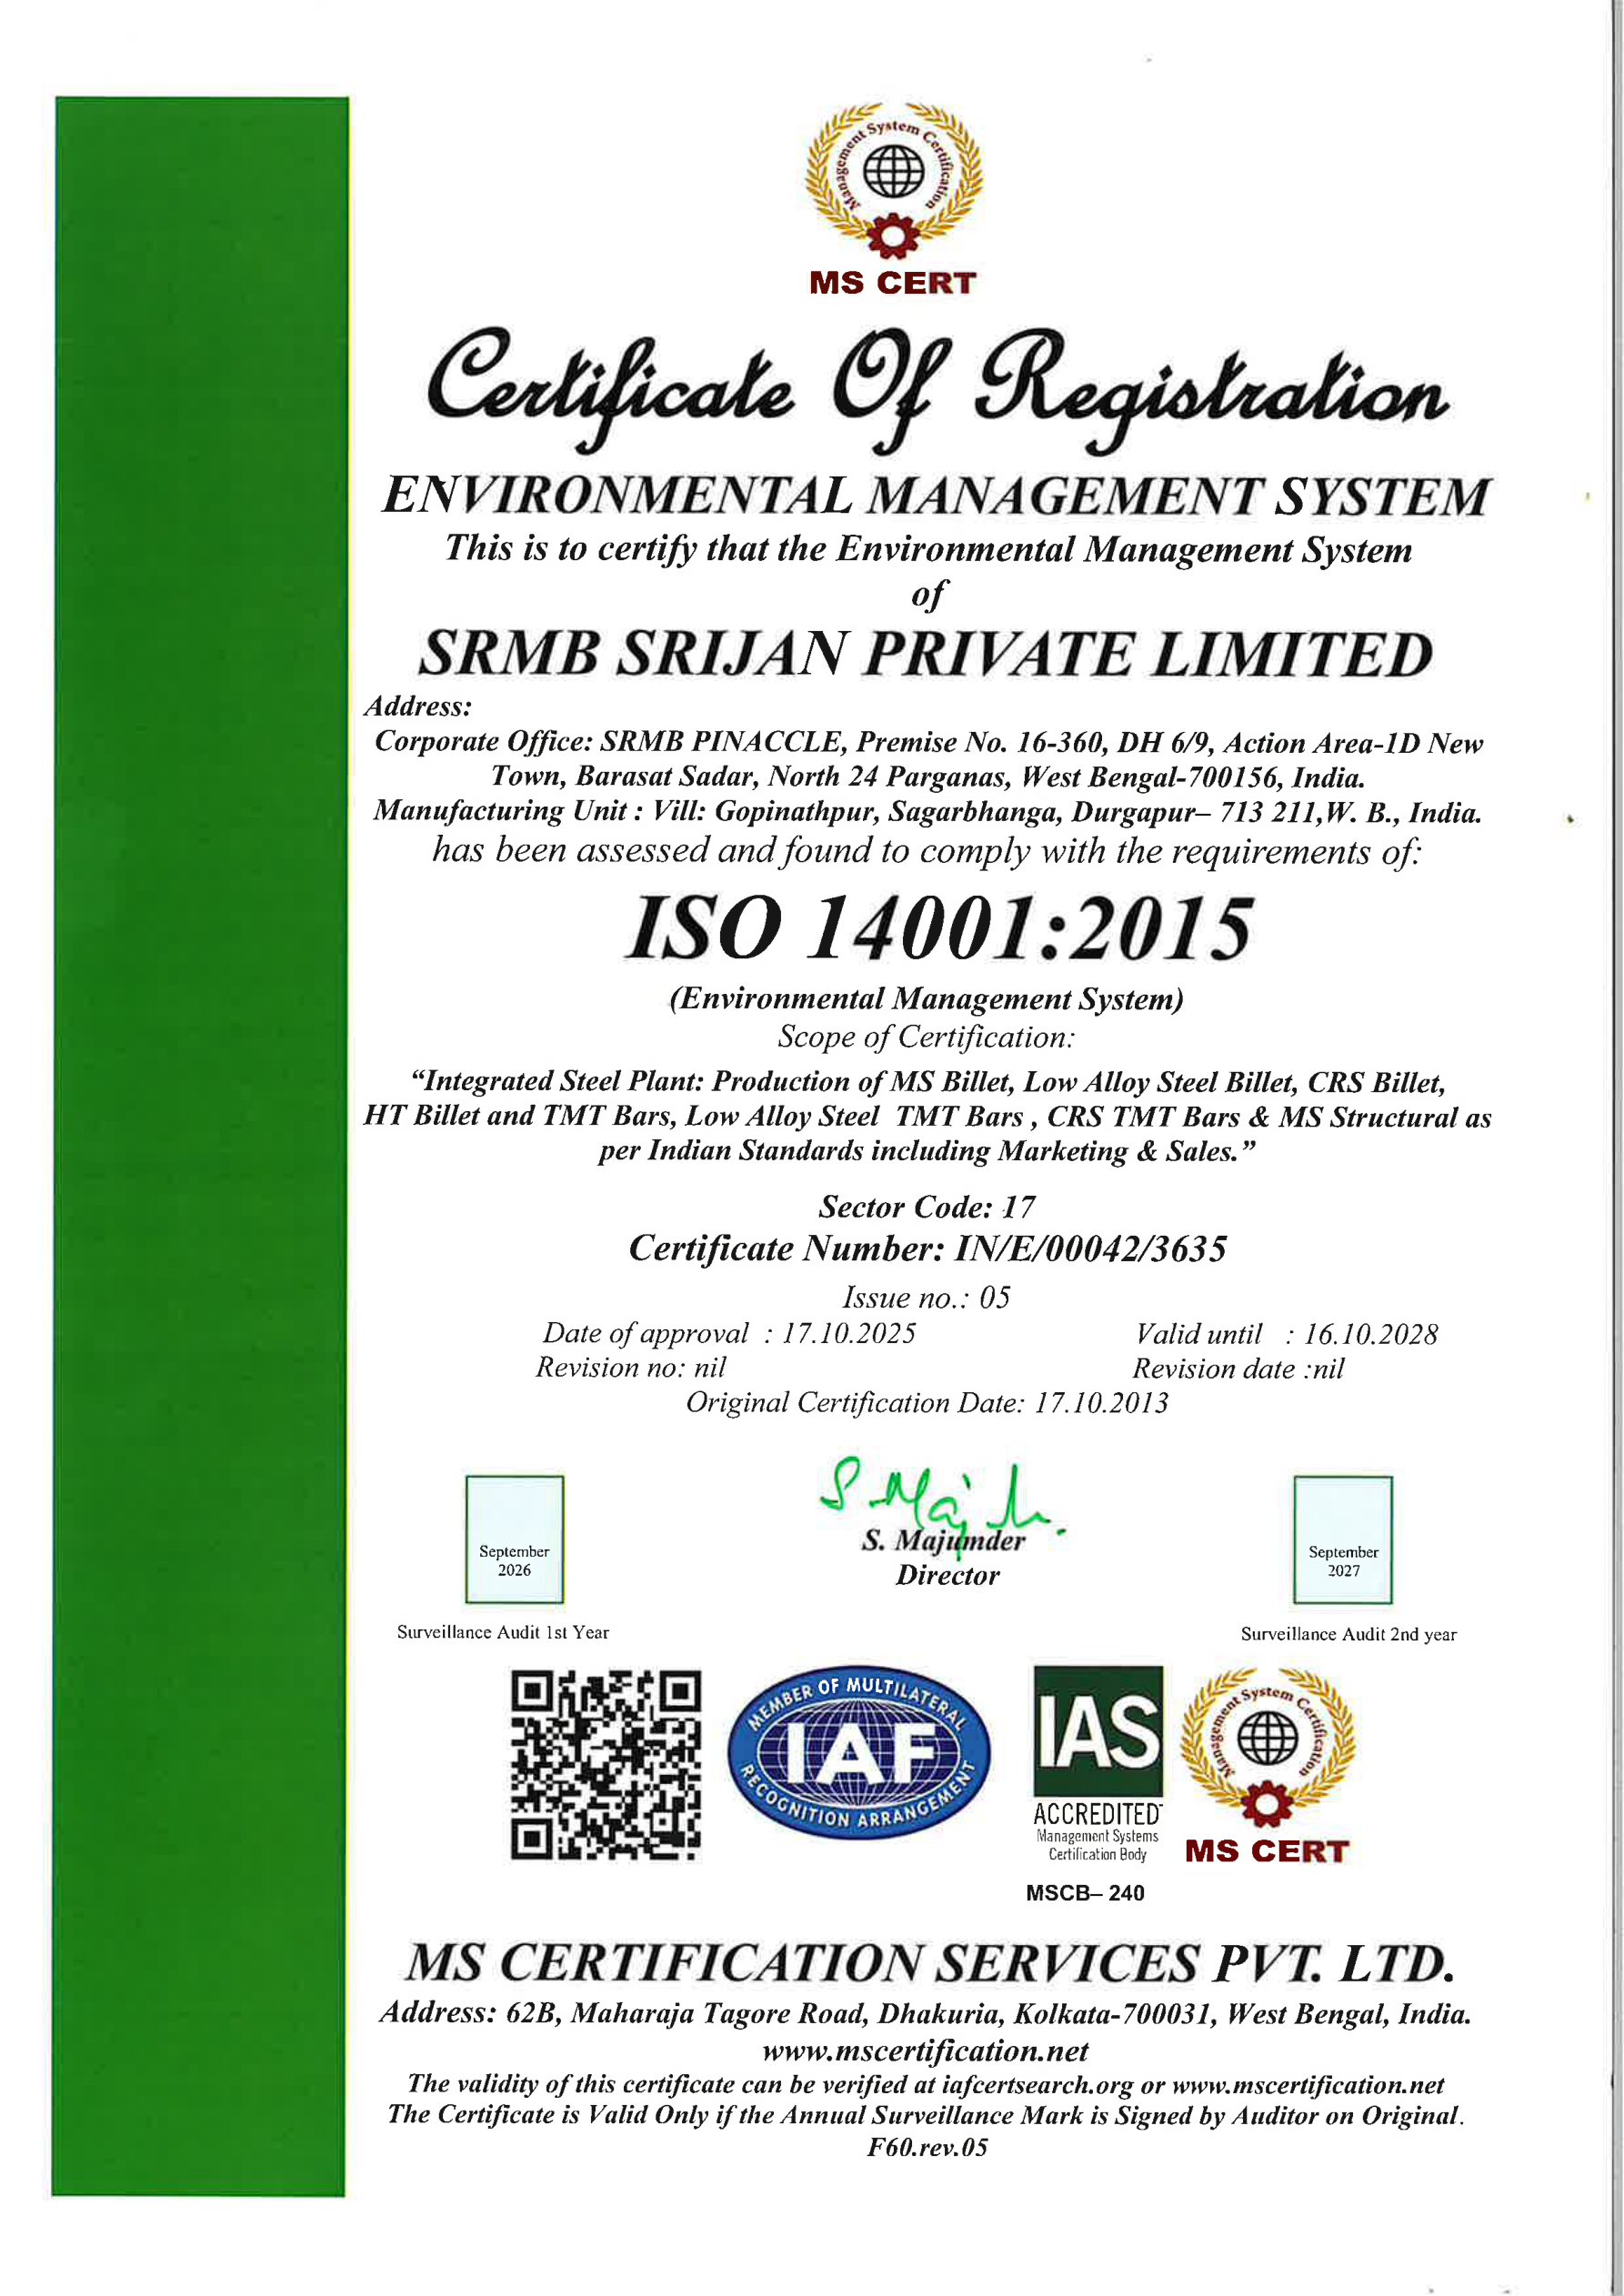 Management System Certification
MS CERT
Certificate Of Registration
ENVIRONMENTAL MANAGEMENT SYSTEM
This is to certify that the Environmental Management System
of
SRMB SRIJAN PRIVATE LIMITED
Address:
Corporate Office: SRMB PINACCLE, Premise No. 16-360, DH 6/9, Action Area-1D New
Town, Barasat Sadar, North 24 Parganas, West Bengal-700156, India.
Manufacturing Unit : Vill: Gopinathpur, Sagarbhanga, Durgapur– 713 211,W. B., India.
has been assessed and found to comply with the requirements of:
ISO 14001:2015
(Environmental Management System)
Scope of Certification:
“Integrated Steel Plant: Production of MS Billet, Low Alloy Steel Billet, CRS Billet,
HT Billet and TMT Bars, Low Alloy Steel TMT Bars , CRS TMT Bars & MS Structural as
per Indian Standards including Marketing & Sales.”
Sector Code: 17
Certificate Number: IN/E/00042/3635
Issue no.: 05
Date of approval : 17.10.2025 Valid until : 16.10.2028
Revision no: nil Revision date :nil
Original Certification Date: 17.10.2013
S. Majumder
Director
September
2026
September
2027
Surveillance Audit 1st Year
Surveillance Audit 2nd year
MEMBER OF MULTILATERAL
IAF
RECOGNITION ARRANGEMENT
IAS
ACCREDITED
Management Systems
Certification Body
MSCB– 240
Management System Certification
MS CERT
MS CERTIFICATION SERVICES PVT. LTD.
Address: 62B, Maharaja Tagore Road, Dhakuria, Kolkata-700031, West Bengal, India.
www.mscertification.net
The validity of this certificate can be verified at iafcertsearch.org or www.mscertification.net
The Certificate is Valid Only if the Annual Surveillance Mark is Signed by Auditor on Original.
F60.rev.05